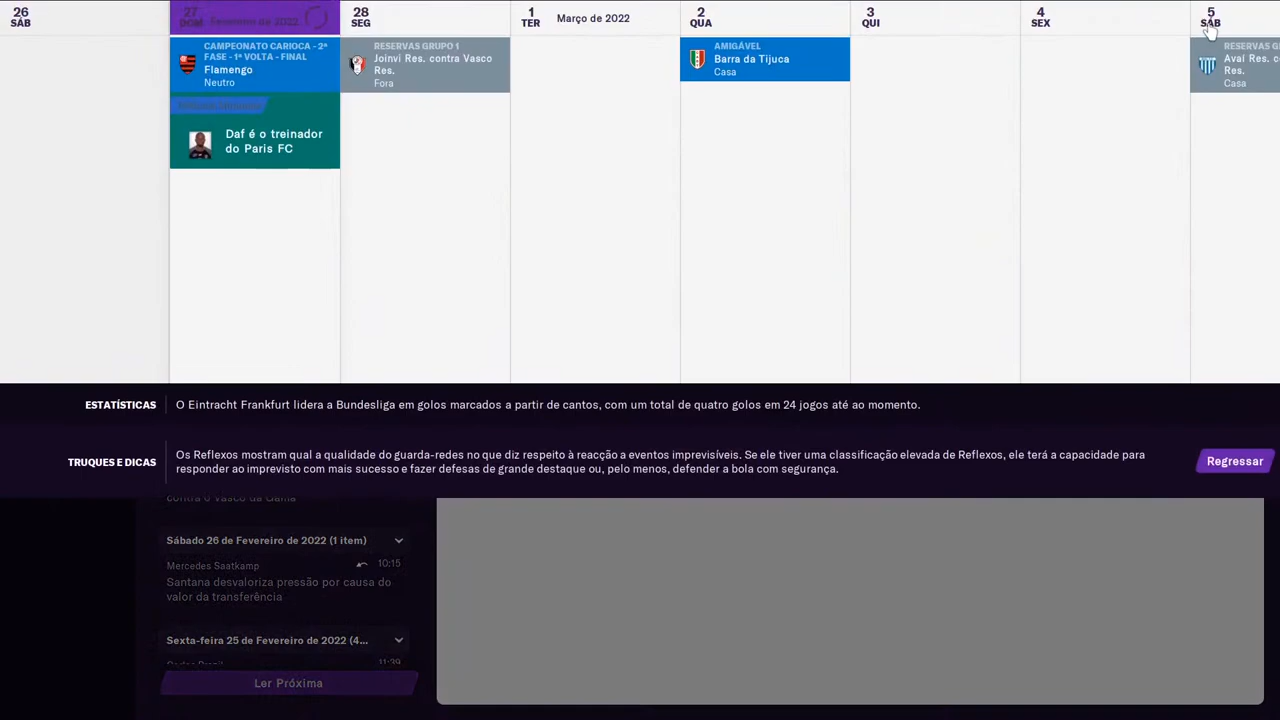 26
SÁB
27
DOM
Fevereiro de 2022
28
SEG
1
TER
Março de 2022
2
QUA
3
QUI
4
SEX
5
SÁB
CAMPEONATO CARIOCA - 2ª
FASE - 1ª VOLTA - FINAL
Flamengo
Neutro
RESERVAS GRUPO 1
Joinvi Res. contra Vasco
Res.
Fora
AMIGÁVEL
Barra da Tijuca
Casa
RESERVAS
Aval Res.
Res.
Casa
Daf é o treinador
do Paris FC
ESTATÍSTICAS
O Eintracht Frankfurt lidera a Bundesliga em golos marcados a partir de cantos, com um total de quatro golos em 24 jogos até ao momento.
TRUQUES E DICAS
Os Reflexos mostram qual a qualidade do guarda-redes no que diz respeito à reacção a eventos imprevisíveis. Se ele tiver uma classificação elevada de Reflexos, ele terá a capacidade para
responder ao imprevisto com mais sucesso e fazer defesas de grande destaque ou, pelo menos, defender a bola com segurança.
Regressar
contra o Vasco da Gama
Sábado 26 de Fevereiro de 2022 (1 item)
Mercedes Saatkamp
10:15
Santana desvaloriza pressão por causa do
valor da transferência
Sexta-feira 25 de Fevereiro de 2022 (4...
11:39
Ler Próxima